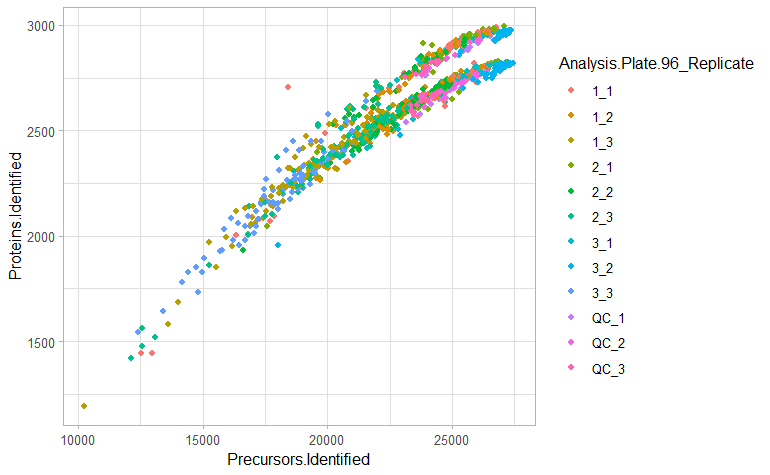 3000
2500
2000
1500
Proteins.Identified
10000 15000 20000 25000
Precursors.Identified
Analysis.Plate.96_Replicate
1_1
1_2
1_3
2_1
2_2
2_3
3_1
3_2
3_3
QC_1
QC_2
QC_3